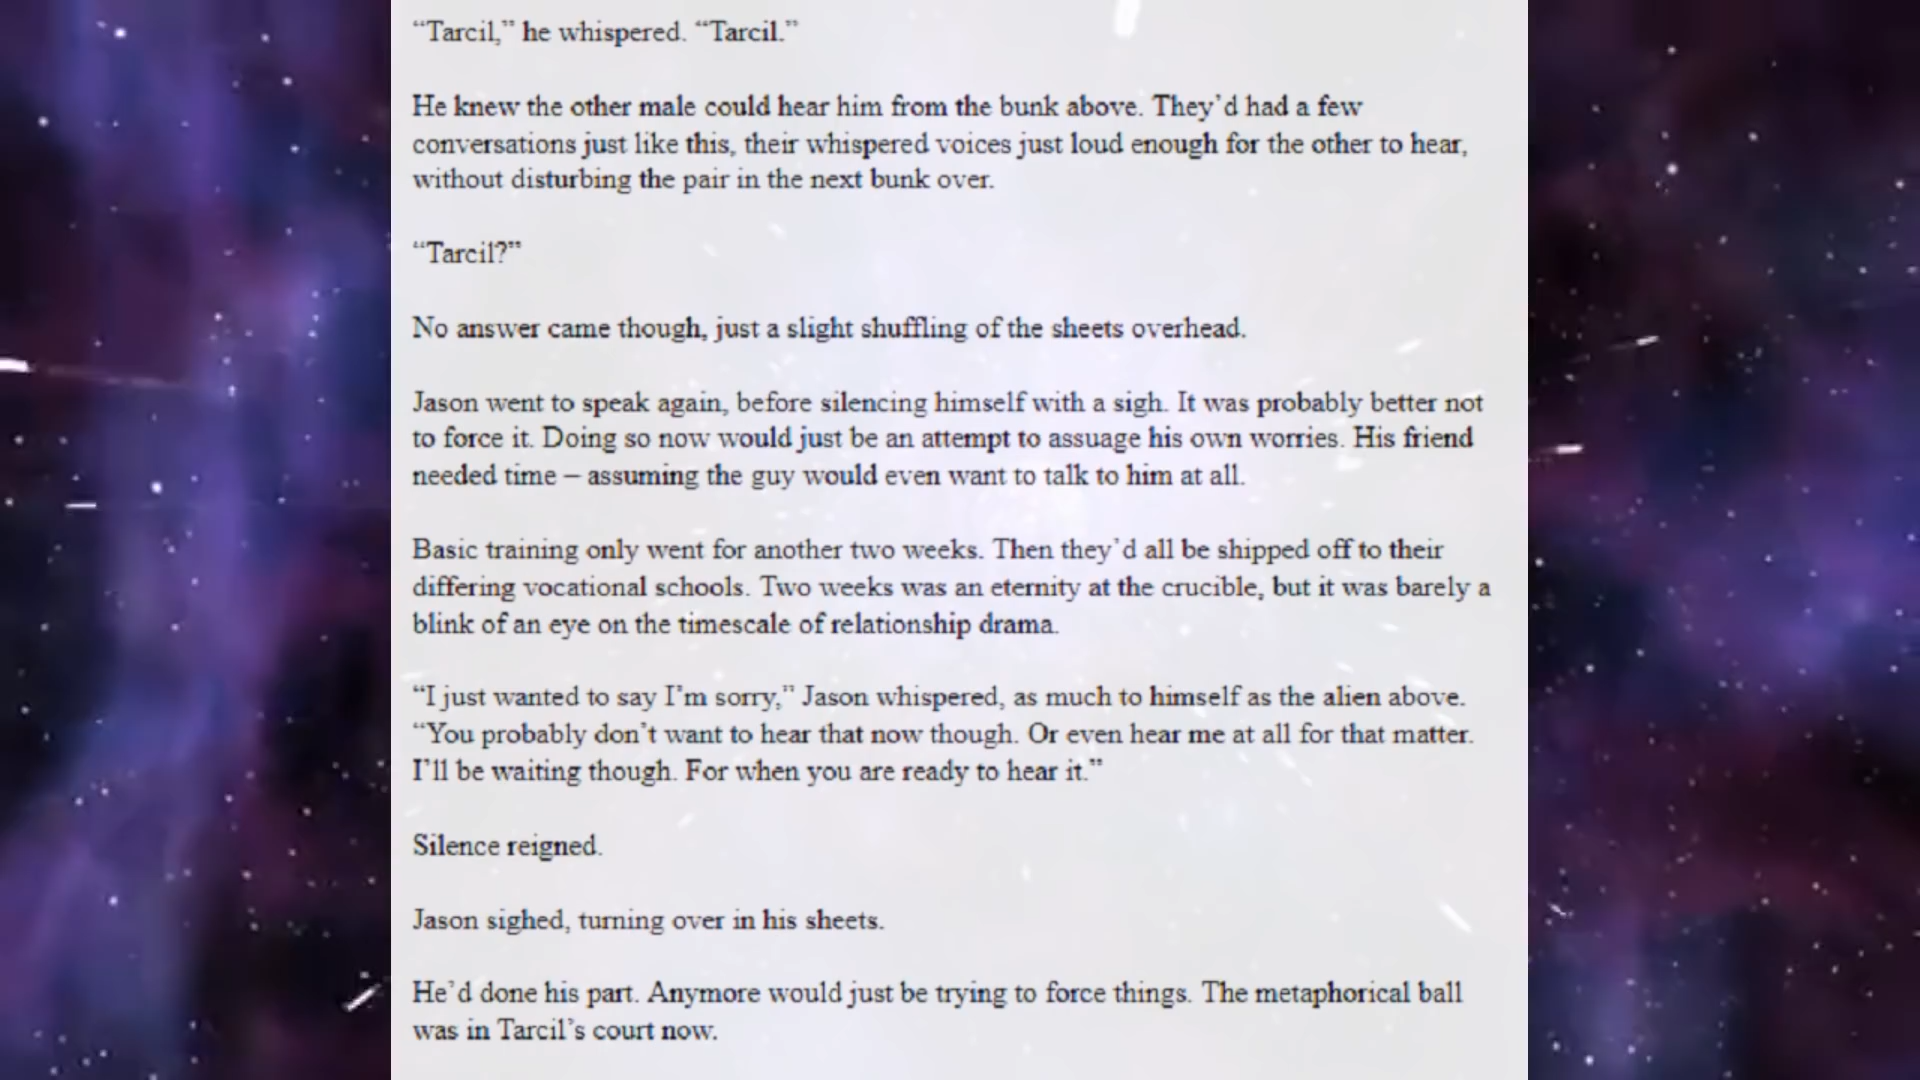 “Tarcil,” he whispered. “Tarcil.”
He knew the other male could hear him from the bunk above. They’d had a few
conversations just like this, their whispered voices just loud enough for the other to hear,
without disturbing the pair in the next bunk over.
“Tarcil?”
No answer came though, just a slight shuffling of the sheets overhead.
Jason went to speak again, before silencing himself with a sigh. It was probably better not
to force it. Doing so now would just be an attempt to assuage his own worries. His friend
needed time – assuming the guy would even want to talk to him at all.
Basic training only went for another two weeks. Then they’d all be shipped off to their
differing vocational schools. Two weeks was an eternity at the crucible, but it was barely a
blink of an eye on the timescale of relationship drama.
“I just wanted to say I’m sorry,” Jason whispered, as much to himself as the alien above.
“You probably don’t want to hear that now though. Or even hear me at all for that matter.
I’ll be waiting though. For when you are ready to hear it.”
Silence reigned.
Jason sighed, turning over in his sheets.
He’d done his part. Anymore would just be trying to force things. The metaphorical ball
was in Tarcil’s court now.